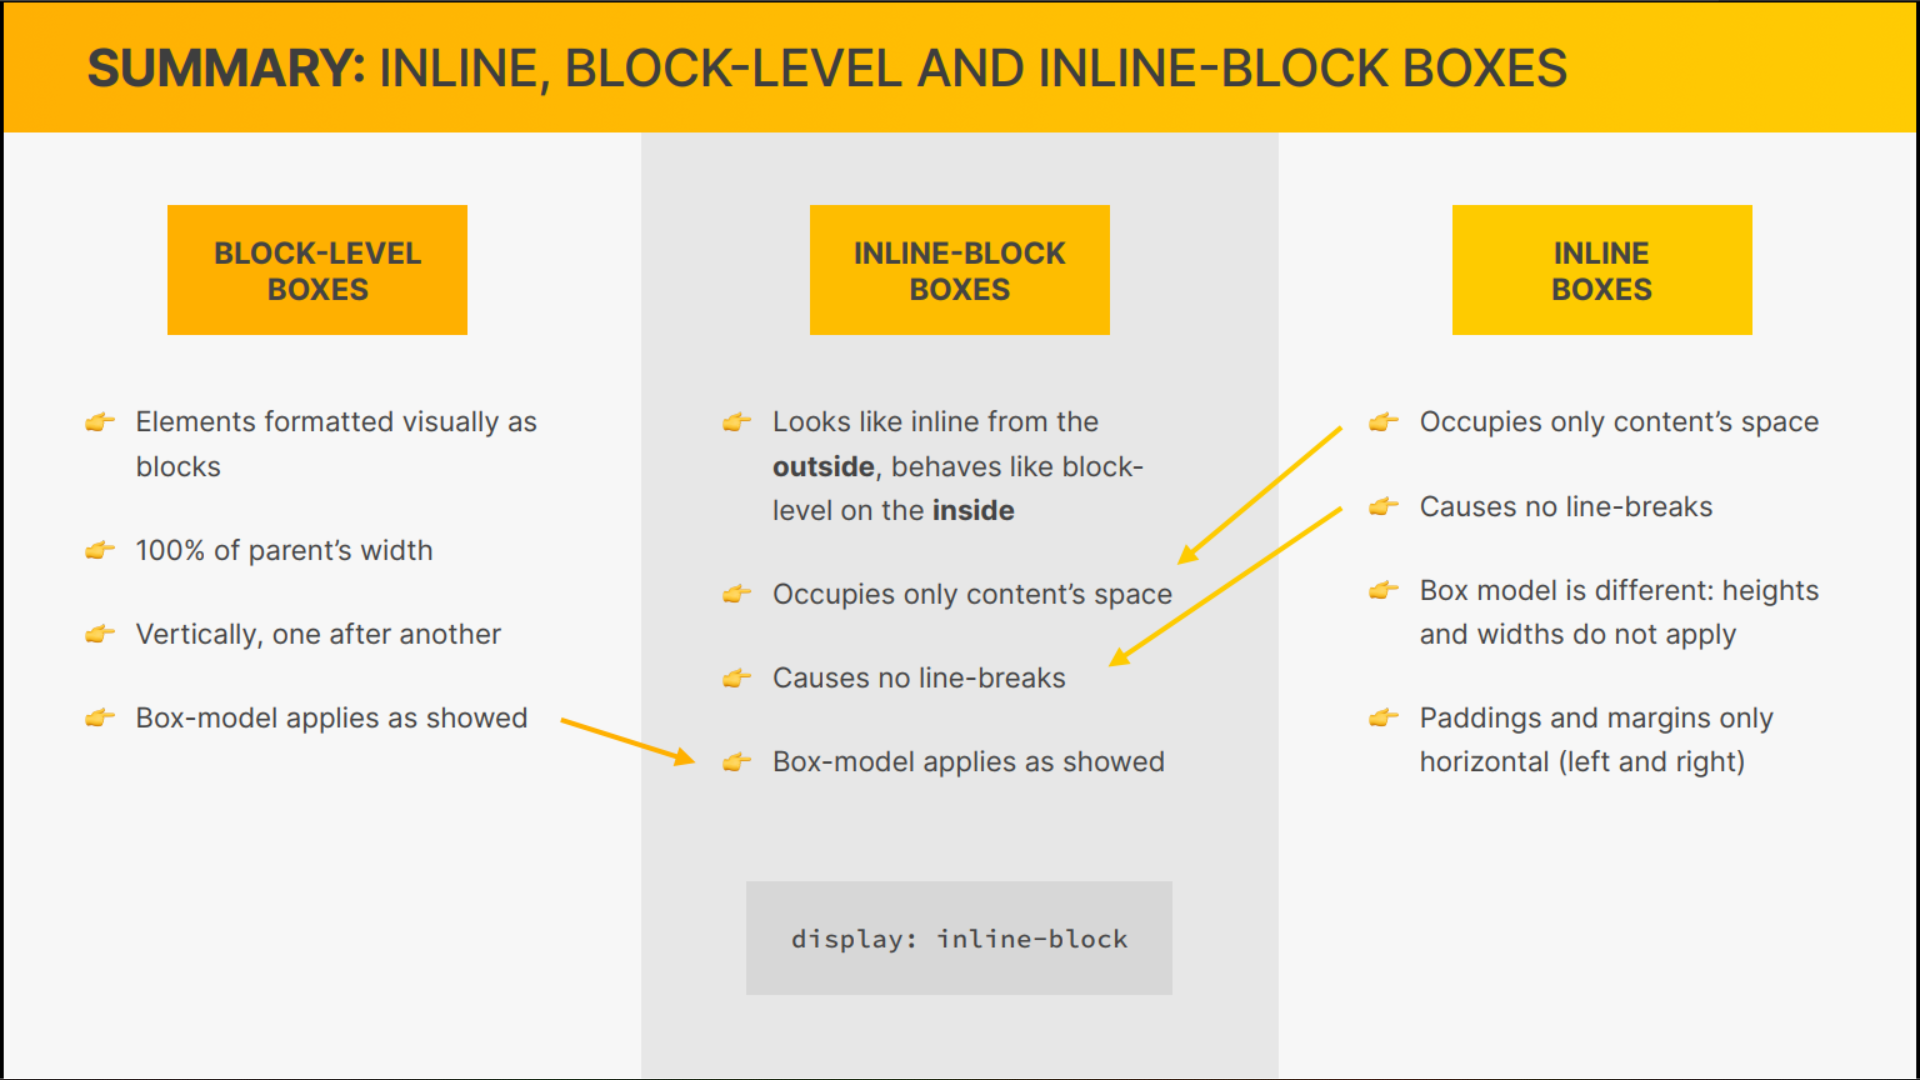 SUMMARY: INLINE, BLOCK-LEVEL AND INLINE-BLOCK BOXES
BLOCK-LEVEL
BOXES
👉 Elements formatted visually as
blocks
👉 100% of parent’s width
👉 Vertically, one after another
👉 Box-model applies as showed
INLINE-BLOCK
BOXES
👉 Looks like inline from the
outside, behaves like block-
level on the inside
👉 Occupies only content’s space
👉 Causes no line-breaks
👉 Box-model applies as showed
display: inline-block
INLINE
BOXES
👉 Occupies only content’s space
👉 Causes no line-breaks
👉 Box model is different: heights
and widths do not apply
👉 Paddings and margins only
horizontal (left and right)